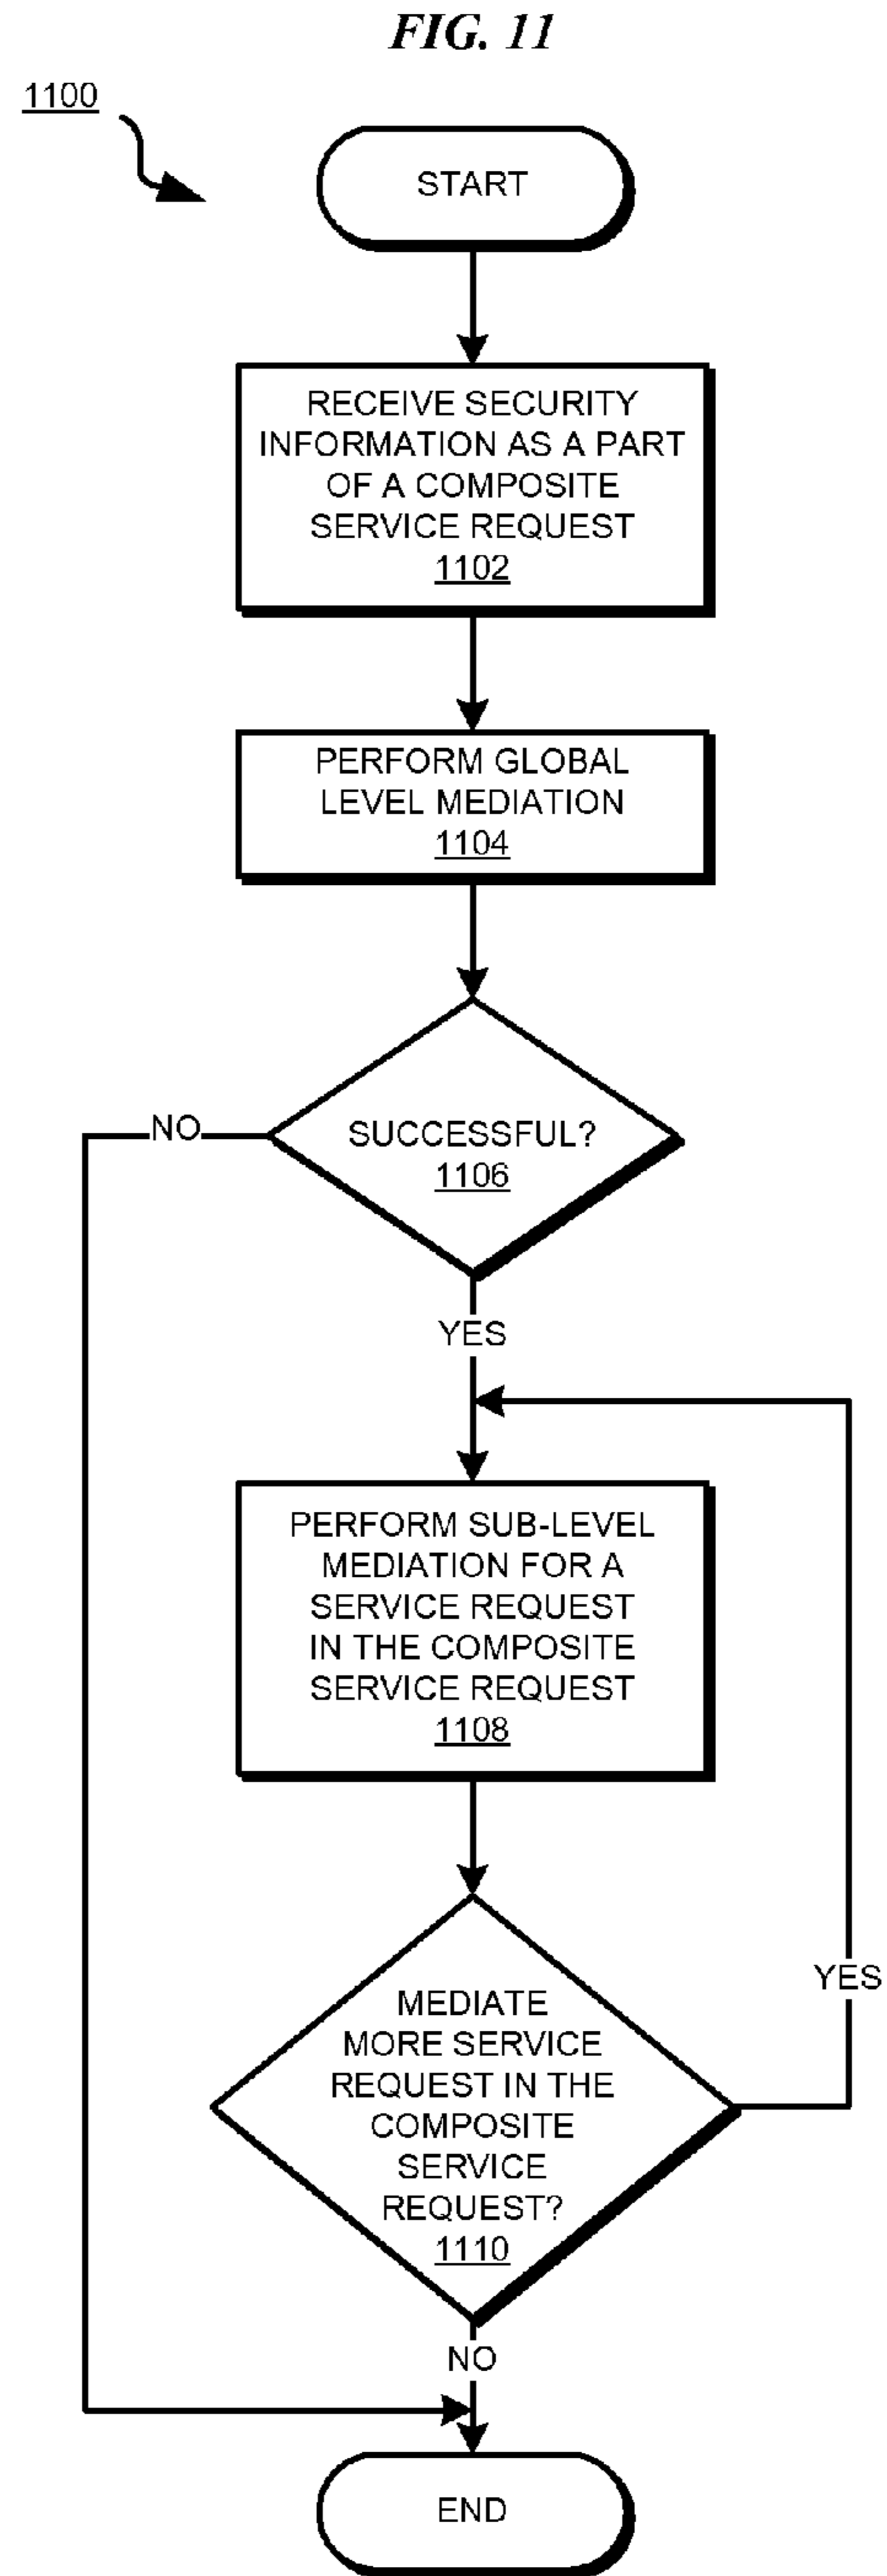 FIG. 11
1100
START
RECEIVE SECURITY
INFORMATION AS A PART
OF A COMPOSITE
SERVICE REQUEST
1102
PERFORM GLOBAL
LEVEL MEDIATION
1104
NO
SUCCESSFUL?
1106
YES
PERFORM SUB-LEVEL
MEDIATION FOR A
SERVICE REQUEST
IN THE COMPOSITE
SERVICE REQUEST
1108
YES
MEDIATE
MORE SERVICE
REQUEST IN THE
COMPOSITE
SERVICE
REQUEST?
1110
NO
END